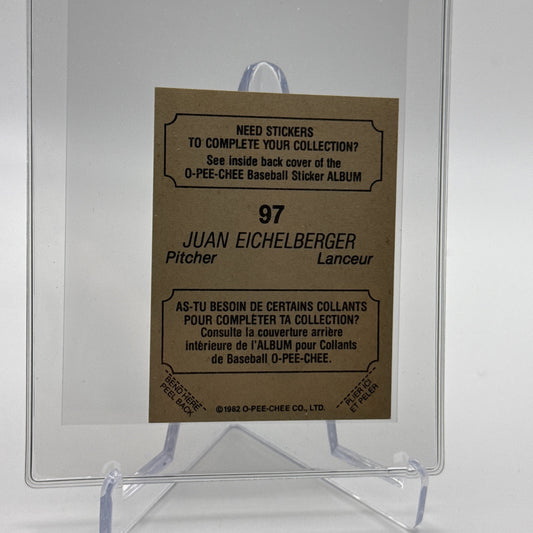 NEED STICKERS
TO COMPLETE YOUR COLLECTION?
See inside back cover of the
O-PEE-CHEE Baseball Sticker ALBUM
97
JUAN EICHELBERGER
Pitcher Lanceur
AS-TU BESOIN DE CERTAINS COLLANTS
POUR COMPLÉTER TA COLLECTION?
Consulte la couverture arrière
intérieure de l'ALBUM pour Collants
de Baseball O-PEE-CHEE.
BEND HERE
PEEL BACK
PLIER ICI
ET PELER
©1982 O-PEE-CHEE CO., LTD.